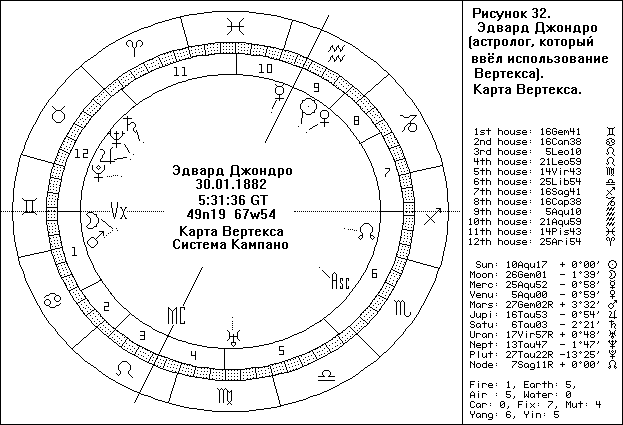 Рисунок 32.
Эдвард Джондро
(астролог, который
ввёл использование
Вертекса).
Карта Вертекса.
11
10
9
8
12
7
Эдвард Джондро
30.01.1882
5:31:36 GT
49n19 67w54
Карта Вертекса
Система Кампано
Vx
1
6
Asc
2
MC
3
4
5
1st house: 16Gem41
2nd house: 16Can38
3rd house: 5Leo10
4th house: 21Leo59
5th house: 14Vir43
6th house: 25Lib54
7th house: 16Sag41
8th house: 16Cap38
9th house: 5Aqu10
10th house: 21Aqu59
11th house: 14Pis43
12th house: 25Ari54
Sun: 10Aqu17 + 0°00'
Moon: 26Gem01 - 1°39'
Merc: 25Aqu52 - 0°58'
Venu: 5Aqu00 - 0°59'
Mars: 27Gem02R + 3°32'
Jupi: 16Tau53 - 0°54'
Satu: 6Tau03 - 2°21'
Uran: 17Vir57R + 0°48'
Nept: 13Tau47 - 1°47'
Plut: 27Tau22R -13°25'
Node: 7Sag11R + 0°00'
Fire: 1, Earth: 5,
Air : 5, Water: 0
Car: 0, Fix: 7, Mut: 4
Yang: 6, Yin: 5